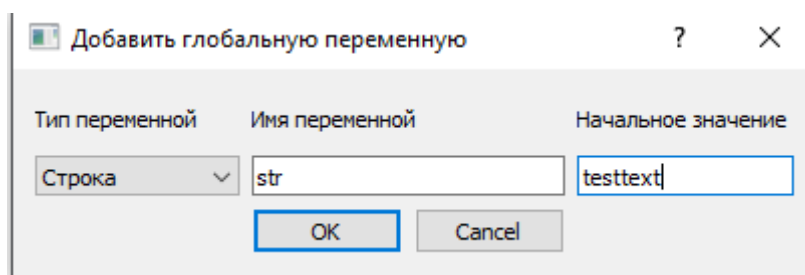 Добавить глобальную переменную ?
Тип переменной Имя переменной Начальное значение
Строка str testtext
OK Cancel